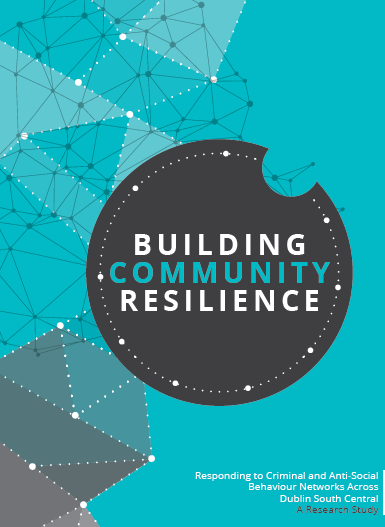 BUILDING
COMMUNITY
RESILIENCE
Responding to Criminal and Anti-Social
Behaviour Networks Across
Dublin South Central
A Research Study